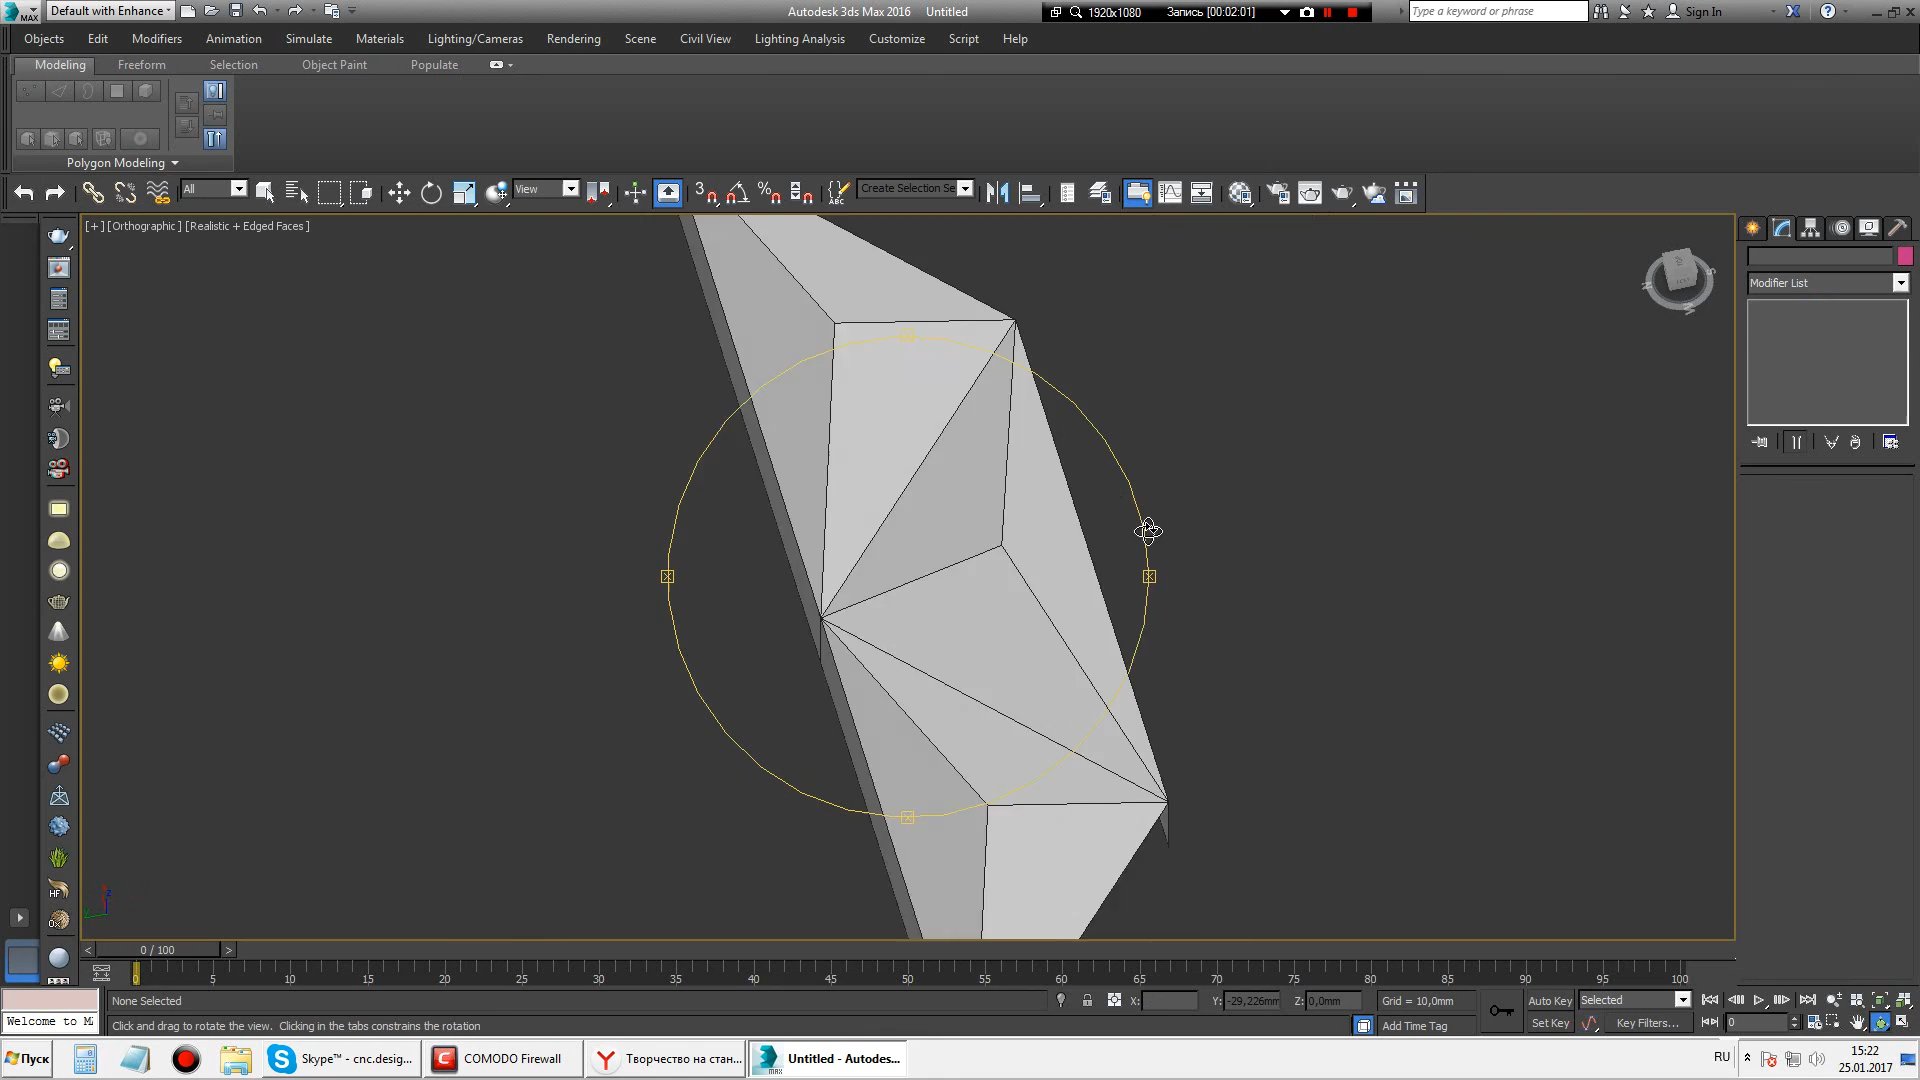 MAX
Default with Enhance
Autodesk 3ds Max 2016 Untitled
1920x1080
Запись [00:02:01]
Type a keyword or phrase
Sign In
Objects Edit Modifiers Animation Simulate Materials Lighting/Cameras Rendering Scene Civil View Lighting Analysis Customize Script Help
Modeling Freeform Selection Object Paint Populate
Polygon Modeling
All
View
3
%
ABC
Create Selection Se
[+] [Orthographic ] [Realistic + Edged Faces ]
Modifier List
HF
0 / 100
0 5 10 15 20 25 30 35 40 45 50 55 60 65 70 75 80 85 90 95 100
None Selected
X:
Y: -29,226mm
Z: 0,0mm
Grid = 10,0mm
Auto Key
Selected
Welcome to M
Click and drag to rotate the view. Clicking in the tabs constrains the rotation
Add Time Tag
Set Key
Key Filters...
0
Пуск
Skype™ - cnc.desig...
COMODO Firewall
Творчество на стан...
Untitled - Autodes...
RU
15:22
25.01.2017